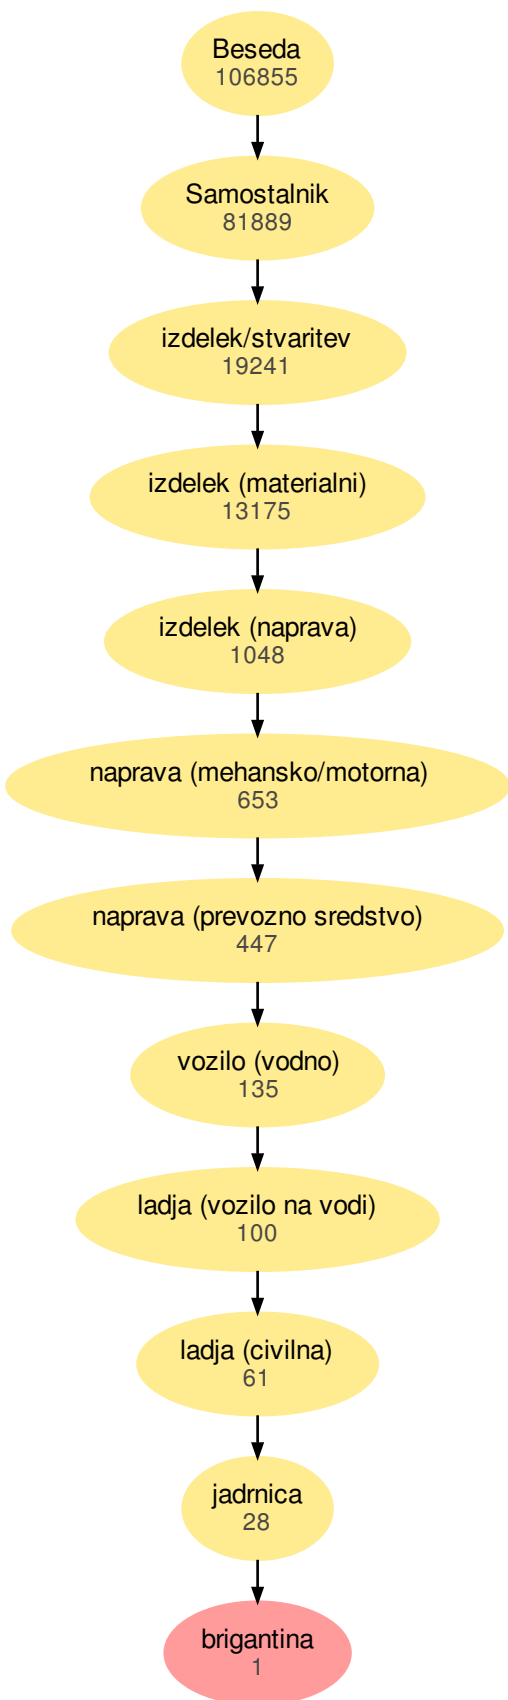 Beseda
106855
Samostalnik
81889
izdelek/stvaritev
19241
izdelek (materialni)
13175
izdelek (naprava)
1048
naprava (mehansko/motorna)
653
naprava (prevozno sredstvo)
447
vozilo (vodno)
135
ladja (vozilo na vodi)
100
ladja (civilna)
61
jadrnica
28
brigantina
1